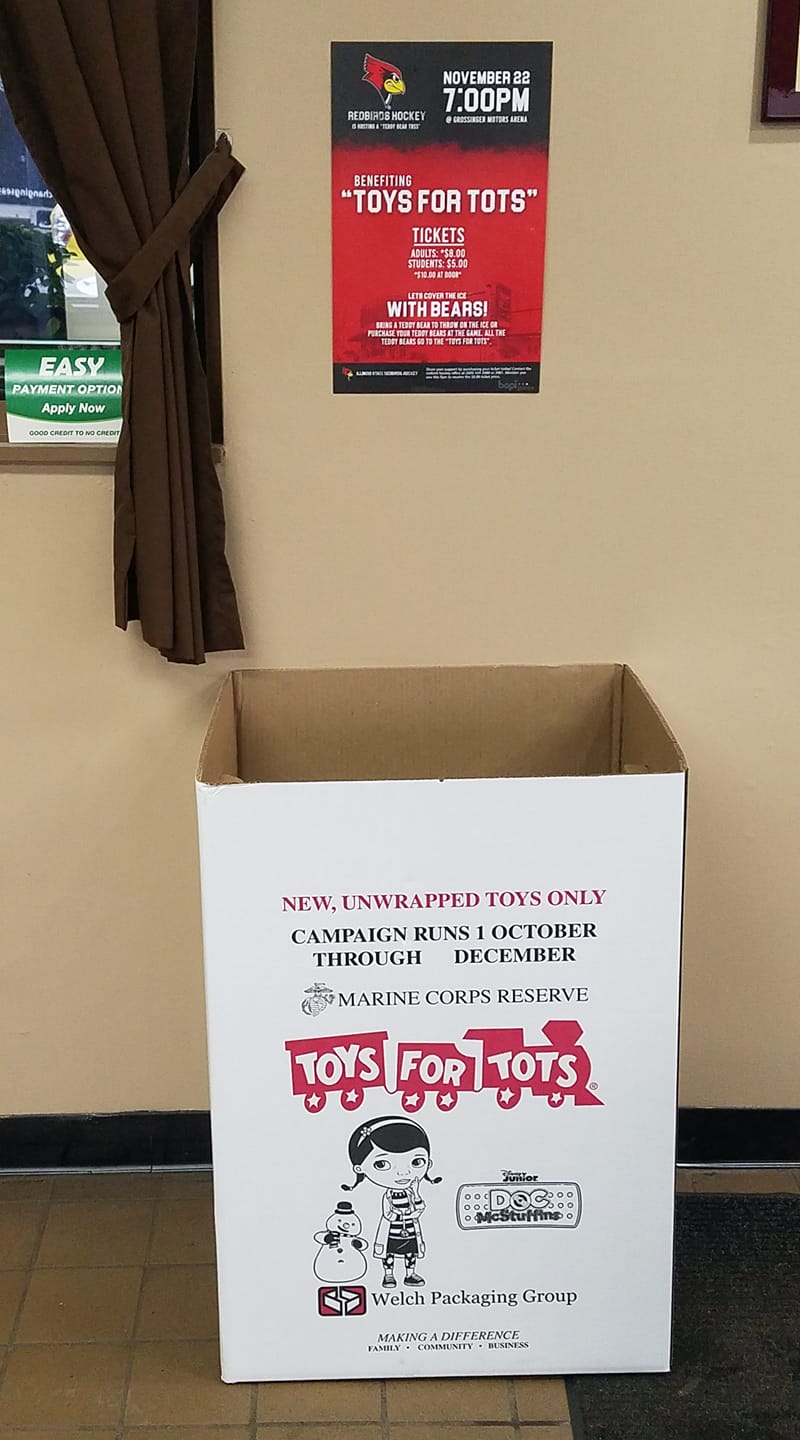 REDBIRDS HOCKEY
IS HOSTING A "TEDDY BEAR TOSS"
NOVEMBER 22
7:00PM
@ GROSSINGER MOTORS ARENA
BENEFITING
"TOYS FOR TOTS"
TICKETS
ADULTS: *$8.00
STUDENTS: $5.00
*$10.00 AT DOOR*
LETS COVER THE ICE
WITH BEARS!
BRING A TEDDY BEAR TO THROW ON THE ICE OR
PURCHASE YOUR TEDDY BEARS AT THE GAME. ALL THE
TEDDY BEARS GO TO THE "TOYS FOR TOTS".
ILLINOIS STATE REDBIRDS HOCKEY
bopi
EASY
PAYMENT OPTION
Apply Now
GOOD CREDIT TO NO CREDIT
NEW, UNWRAPPED TOYS ONLY
CAMPAIGN RUNS 1 OCTOBER
THROUGH DECEMBER
MARINE CORPS RESERVE
TOYS FOR TOTS®
Disney
Junior
DOC
McStuffins
Welch Packaging Group
MAKING A DIFFERENCE
FAMILY • COMMUNITY • BUSINESS